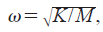 ω = √K/M,